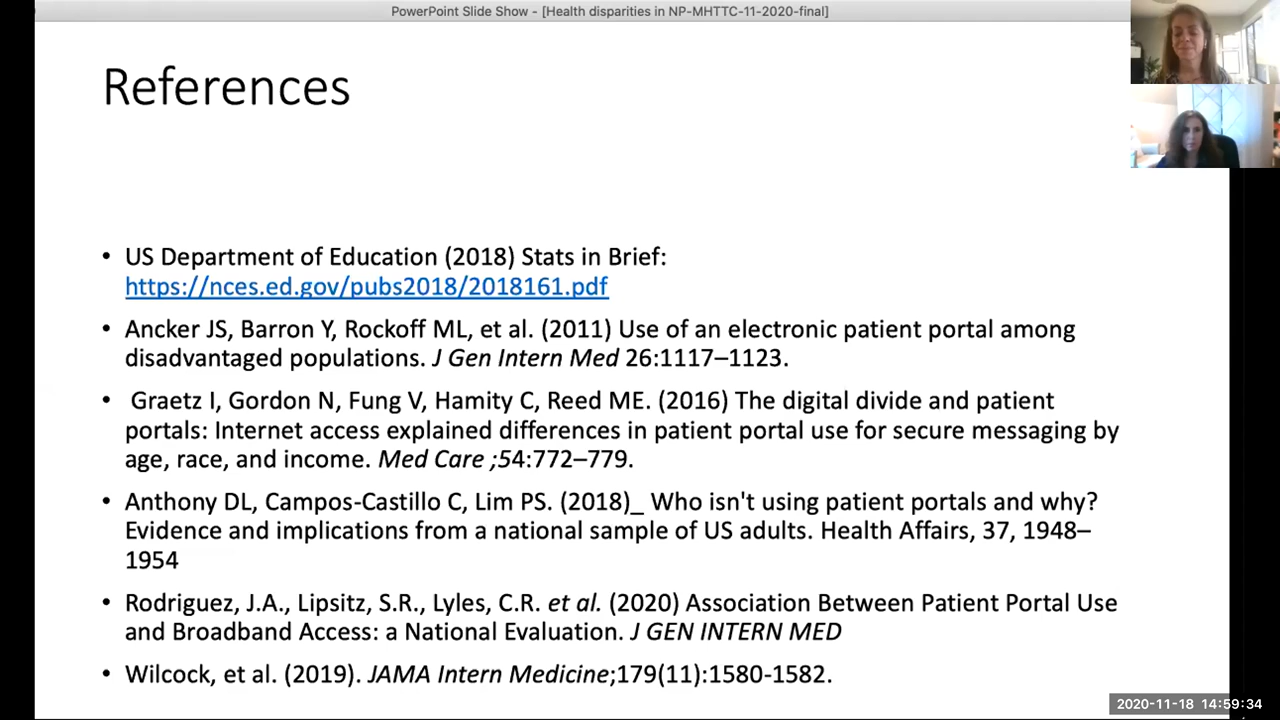 PowerPoint Slide Show - [Health disparities in NP-MHTTC-11-2020-final]
References
• US Department of Education (2018) Stats in Brief:
https://nces.ed.gov/pubs2018/2018161.pdf
• Ancker JS, Barron Y, Rockoff ML, et al. (2011) Use of an electronic patient portal among
disadvantaged populations. J Gen Intern Med 26:1117–1123.
• Graetz I, Gordon N, Fung V, Hamity C, Reed ME. (2016) The digital divide and patient
portals: Internet access explained differences in patient portal use for secure messaging by
age, race, and income. Med Care ;54:772–779.
• Anthony DL, Campos-Castillo C, Lim PS. (2018)_ Who isn't using patient portals and why?
Evidence and implications from a national sample of US adults. Health Affairs, 37, 1948–
1954
• Rodriguez, J.A., Lipsitz, S.R., Lyles, C.R. et al. (2020) Association Between Patient Portal Use
and Broadband Access: a National Evaluation. J GEN INTERN MED
• Wilcock, et al. (2019). JAMA Intern Medicine;179(11):1580-1582.
2020-11-18 14:59:34